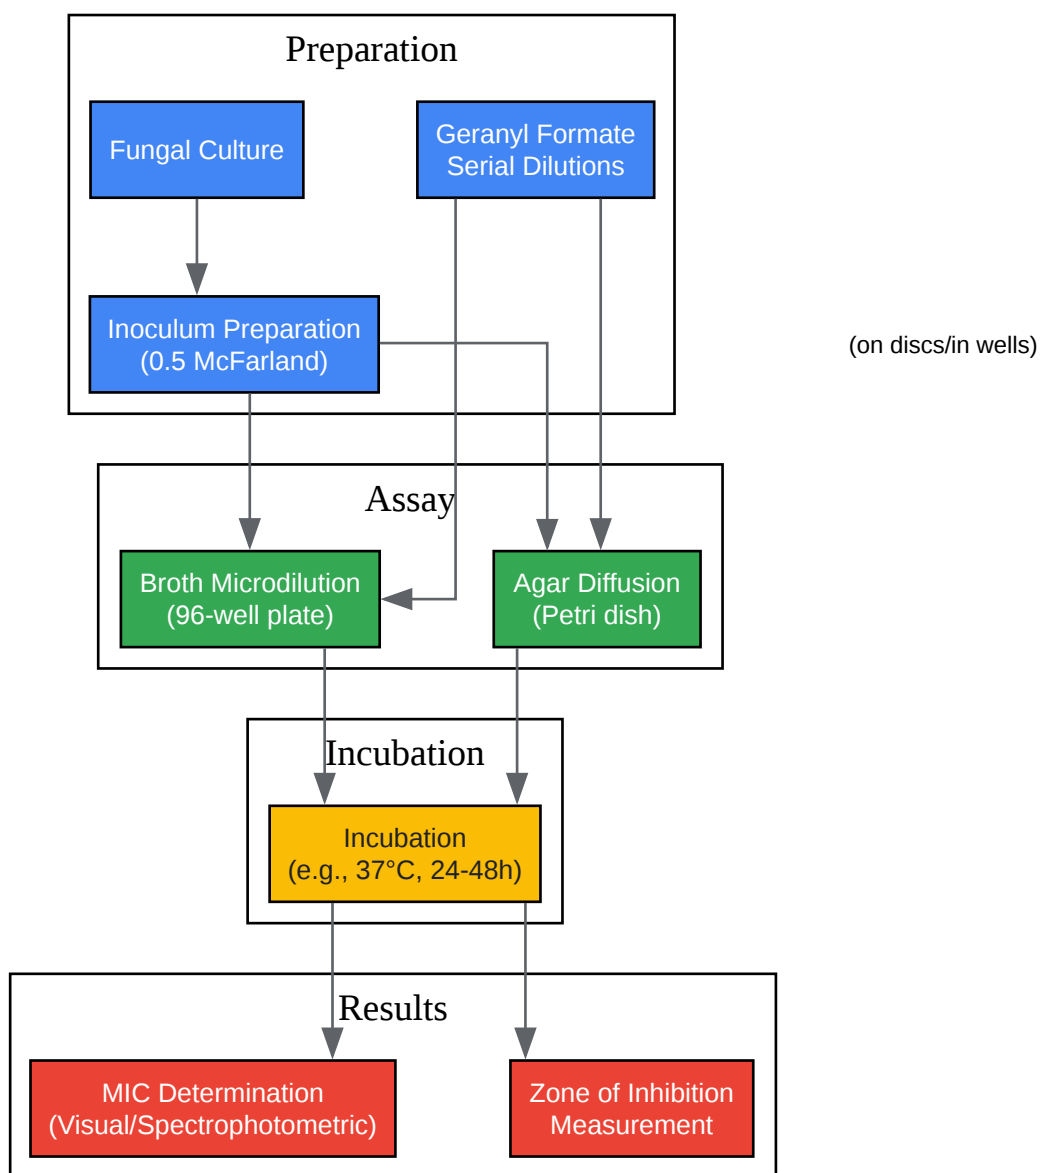 Preparation
Fungal Culture
Geranyl Formate
Serial Dilutions
Inoculum Preparation
(0.5 McFarland)
(on discs/in wells)
Assay
Broth Microdilution
(96-well plate)
Agar Diffusion
(Petri dish)
Incubation
Incubation
(e.g., 37°C, 24-48h)
Results
MIC Determination
(Visual/Spectrophotometric)
Zone of Inhibition
Measurement